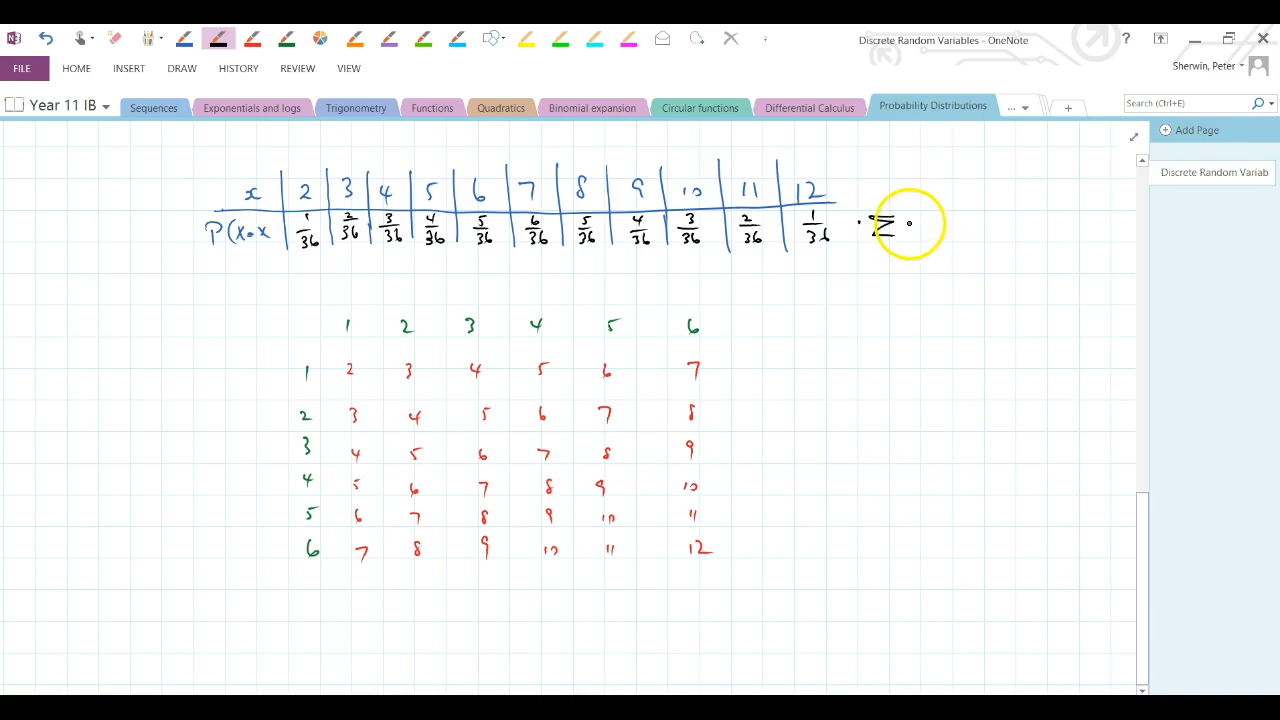 Discrete Random Variables - OneNote
?
Sherwin, Peter
FILE HOME INSERT DRAW HISTORY REVIEW VIEW
Year 11 IB Sequences Exponentials and logs Trigonometry Functions Quadratics Binomial expansion Circular functions Differential Calculus Probability Distributions ... + Search (Ctrl+E)
Add Page
Discrete Random Variab
x 2 3 4 5 6 7 8 9 10 11 12
P(X=x 1/36 2/36 3/36 4/36 5/36 6/36 5/36 4/36 3/36 2/36 1/36 Σ
1 2 3 4 5 6
1 2 3 4 5 6 7
2 3 4 5 6 7 8
3 4 5 6 7 8 9
4 5 6 7 8 9 10
5 6 7 8 9 10 11
6 7 8 9 10 11 12